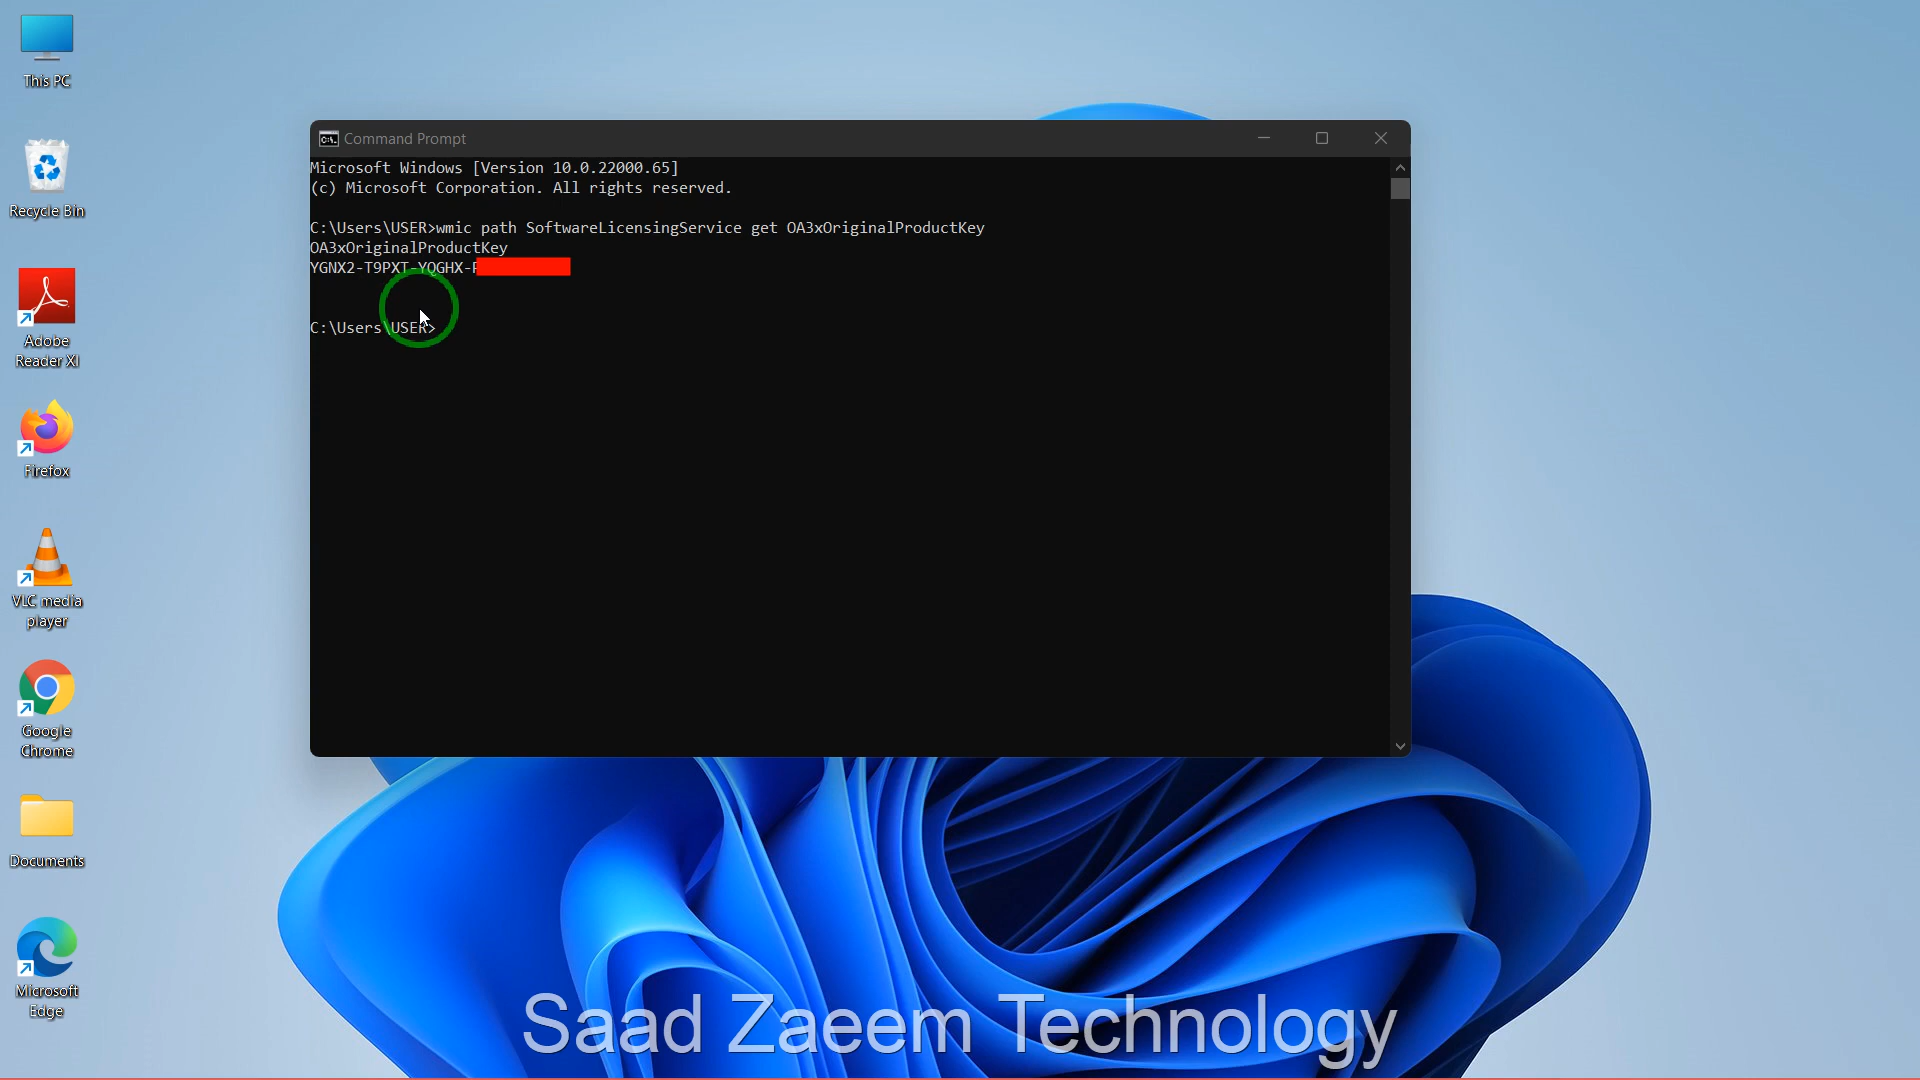 This PC
Recycle Bin
Adobe
Reader XI
Firefox
VLC media
player
Google
Chrome
Documents
Microsoft
Edge
Command Prompt
Microsoft Windows [Version 10.0.22000.65]
(c) Microsoft Corporation. All rights reserved.
C:\Users\USER>wmic path SoftwareLicensingService get OA3xOriginalProductKey
OA3xOriginalProductKey
YGNX2-T9PXT-YQGHX-
C:\Users\USER>
Saad Zaeem Technology